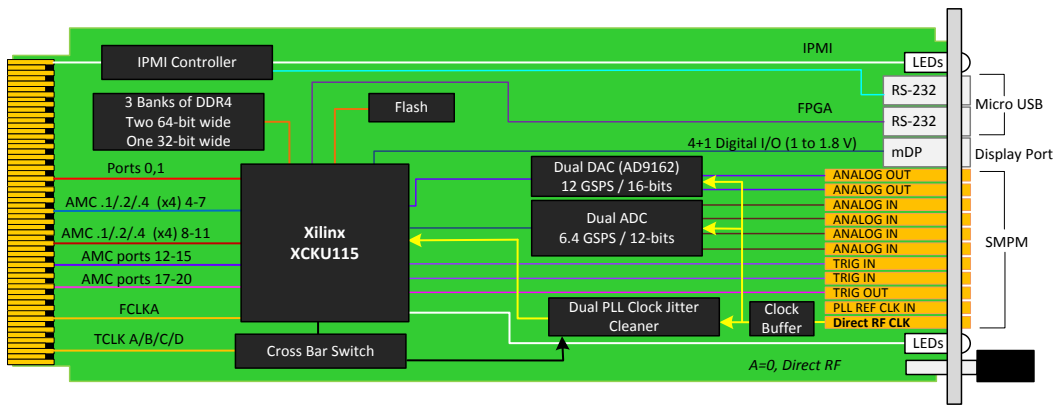 IPMI
LEDs
IPMI Controller
RS-232
Micro USB
3 Banks of DDR4
Two 64-bit wide
One 32-bit wide
Flash
FPGA
RS-232
4+1 Digital I/O (1 to 1.8 V)
mDP
Display Port
Ports 0,1
Dual DAC (AD9162)
12 GSPS / 16-bits
ANALOG OUT
ANALOG OUT
AMC .1/.2/.4 (x4) 4-7
Dual ADC
6.4 GSPS / 12-bits
ANALOG IN
ANALOG IN
ANALOG IN
ANALOG IN
SMPM
Xilinx
XCKU115
AMC .1/.2/.4 (x4) 8-11
AMC ports 12-15
AMC ports 17-20
TRIG IN
TRIG IN
TRIG OUT
FCLKA
Dual PLL Clock Jitter
Cleaner
Clock
Buffer
PLL REF CLK IN
Direct RF CLK
TCLK A/B/C/D
Cross Bar Switch
LEDs
A=0, Direct RF